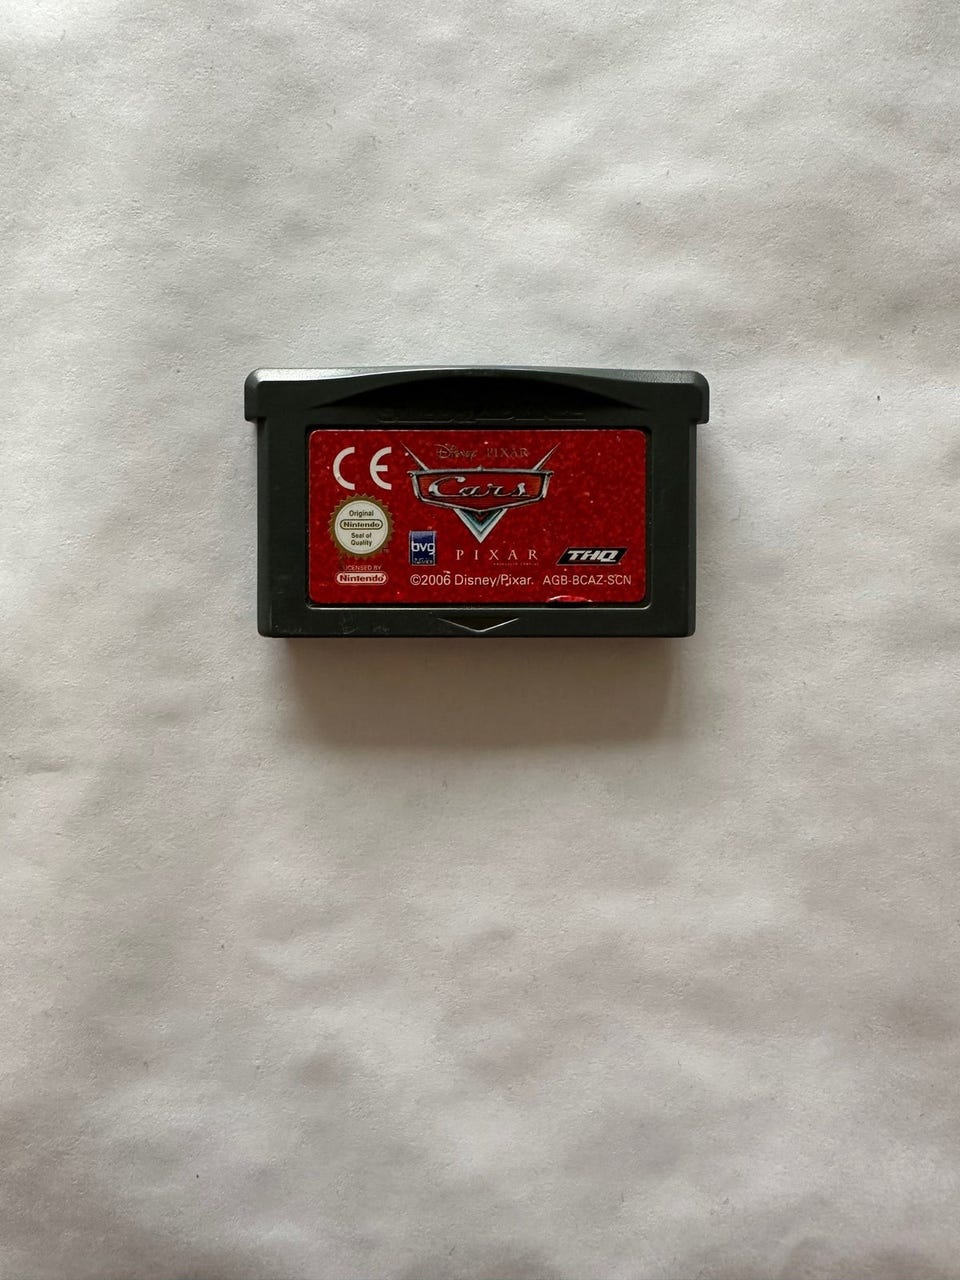 CE
Disney PIXAR
Cars
Original
Nintendo
Seal of
Quality
LICENSED BY
Nintendo
bvg
PIXAR
THQ
©2006 Disney/Pixar. AGB-BCAZ-SCN